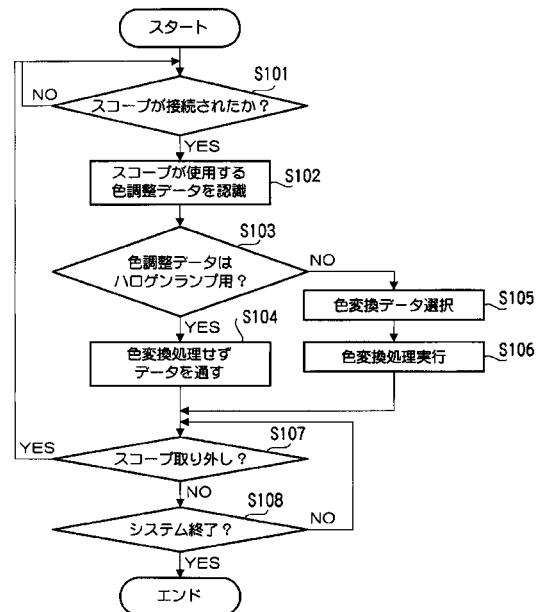 スタート
S101
NO
スコープが接続されたか？
YES
スコープが使用する
色調整データを認識
S102
S103
色調整データは
ハロゲンランプ用？
NO
YES
色変換データ選択
S105
S104
色変換処理せず
データを通す
色変換処理実行
S106
S107
YES
スコープ取り外し？
NO
S108
システム終了？
NO
YES
エンド